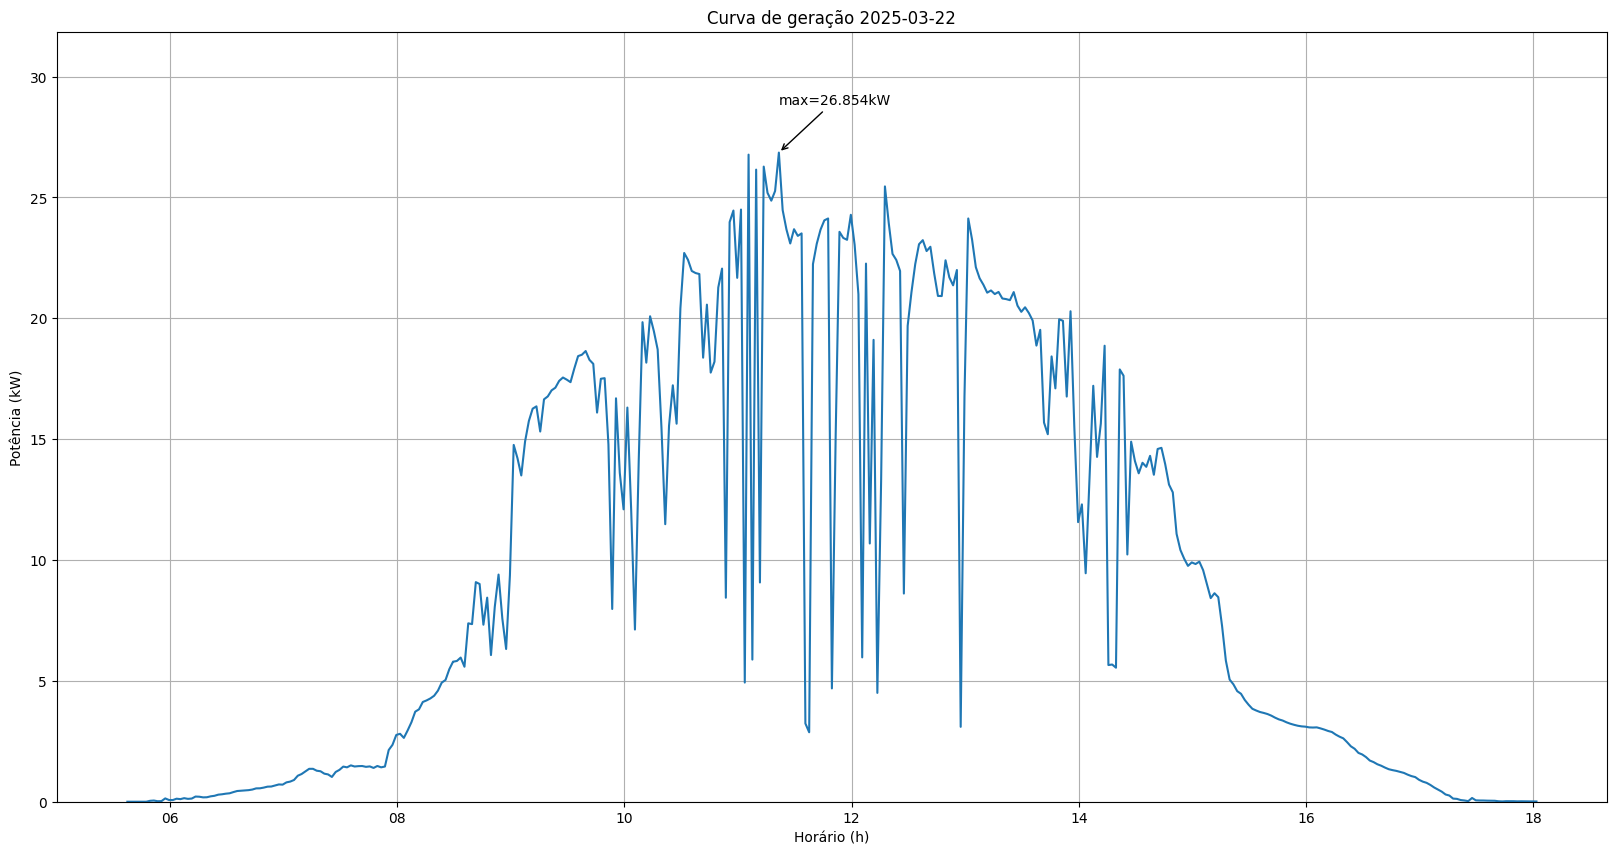 Curva de geração 2025-03-22
30
max=26.854kW
25
20
15
10
5
0
Potência (kW)
06 08 10 12 14 16 18
Horário (h)